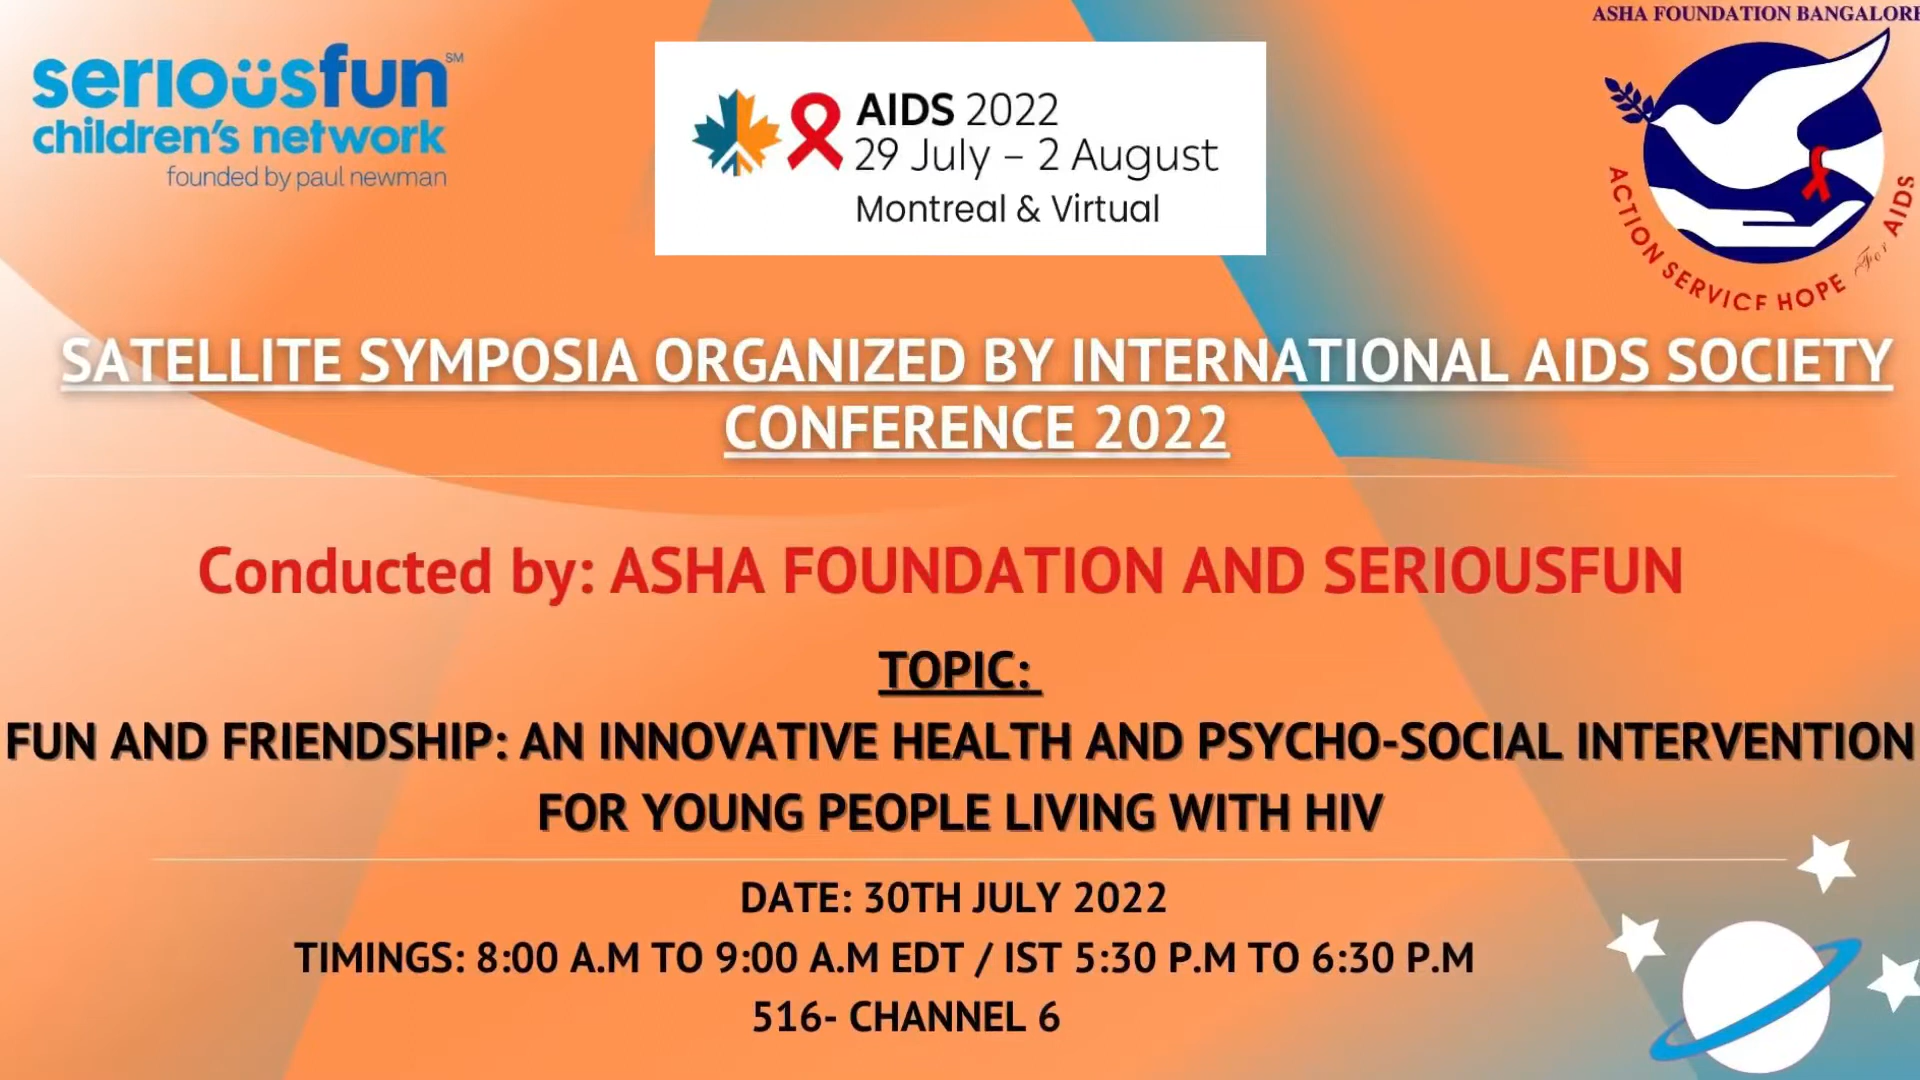 ASHA FOUNDATION BANGALORE
serioüsfun SM
children's network
founded by paul newman
AIDS 2022
29 July – 2 August
Montreal & Virtual
ACTION SERVICE HOPE For AIDS
SATELLITE SYMPOSIA ORGANIZED BY INTERNATIONAL AIDS SOCIETY
CONFERENCE 2022
Conducted by: ASHA FOUNDATION AND SERIOUSFUN
TOPIC:
FUN AND FRIENDSHIP: AN INNOVATIVE HEALTH AND PSYCHO-SOCIAL INTERVENTION
FOR YOUNG PEOPLE LIVING WITH HIV
DATE: 30TH JULY 2022
TIMINGS: 8:00 A.M TO 9:00 A.M EDT / IST 5:30 P.M TO 6:30 P.M
516- CHANNEL 6